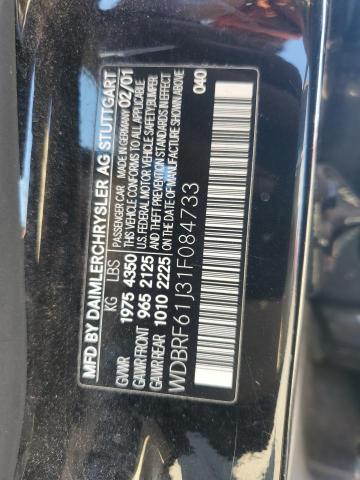 MFD BY DAIMLERCHRYSLER AG STUTTGART
PASSENGER CAR MADE IN GERMANY 02/01
KG LBS THIS VEHICLE CONFORMS TO ALL APPLICABLE
GVWR 1975 4350 U.S. FEDERAL MOTOR VEHICLE SAFETY, BUMPER
GAWR FRONT 965 2125 AND THEFT PREVENTION STANDARDS IN EFFECT
GAWR REAR 1010 2225 ON THE DATE OF MANUFACTURE SHOWN ABOVE
WDBRF61J31F084733 040